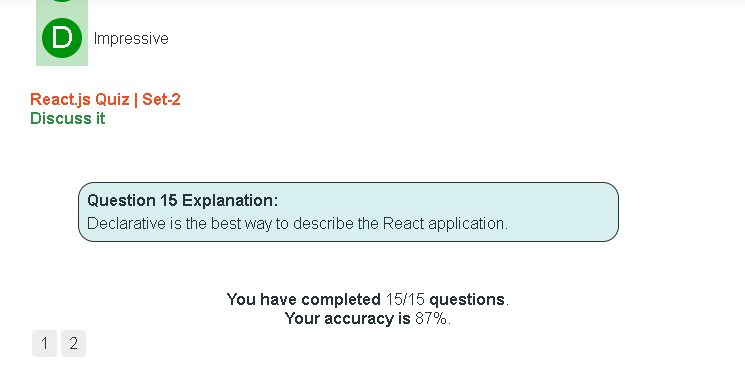 D Impressive
React.js Quiz | Set-2
Discuss it
Question 15 Explanation:
Declarative is the best way to describe the React application.
You have completed 15/15 questions.
Your accuracy is 87%.
1 2